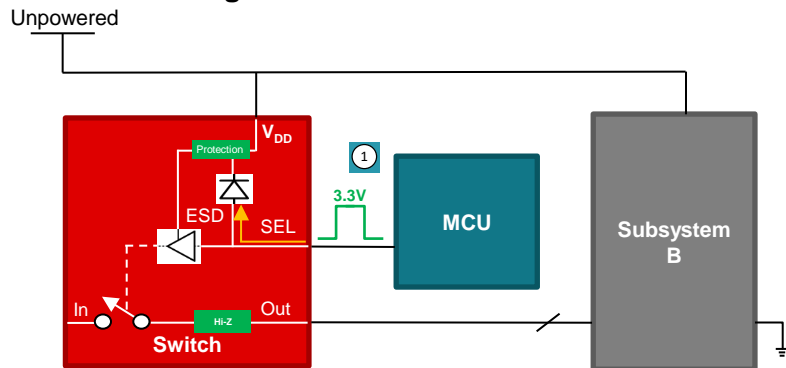 Unpowered
VDD
Protection
1
3.3V
ESD
SEL
MCU
Subsystem
B
In
Hi-Z
Out
Switch